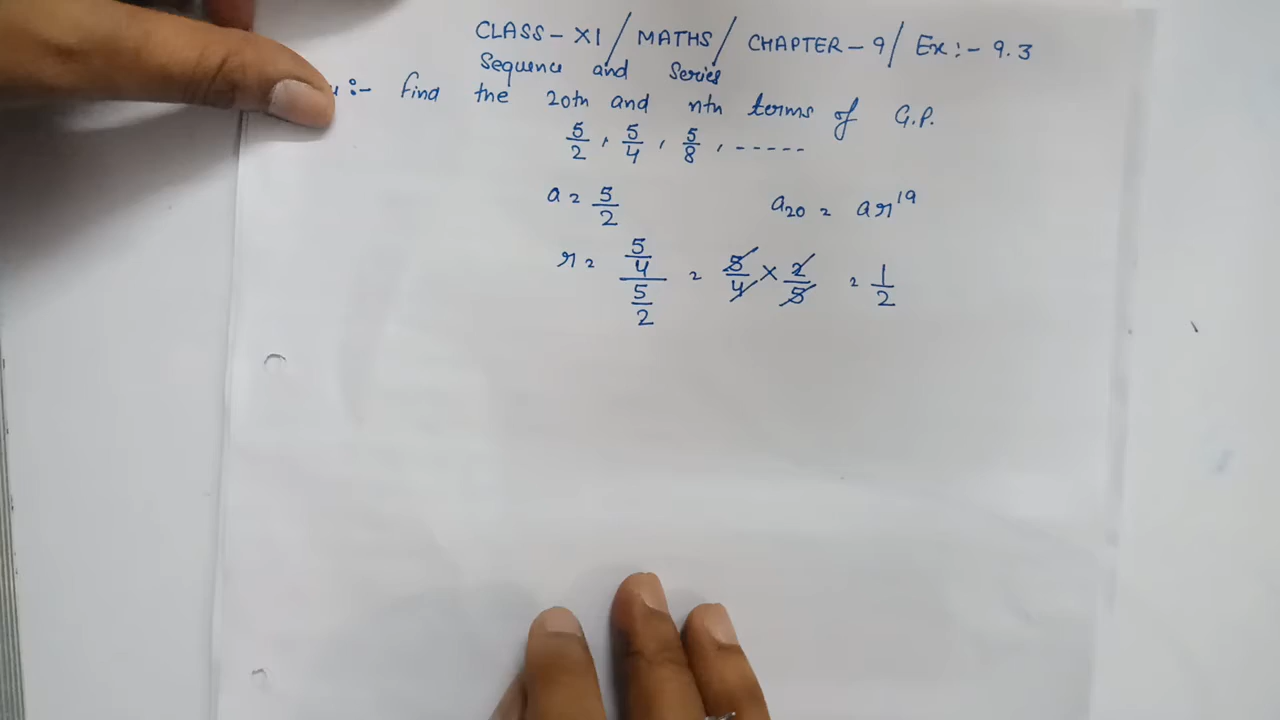 CLASS-XI / MATHS / CHAPTER-9 / Ex:- 9.3
Sequence and Series
:- find the 20th and nth terms of G.P.
5/2, 5/4, 5/8, -----
a = 5/2
a₂₀ = ar¹⁹
r = (5/4)/(5/2) = 5/4 × 2/5 = 1/2